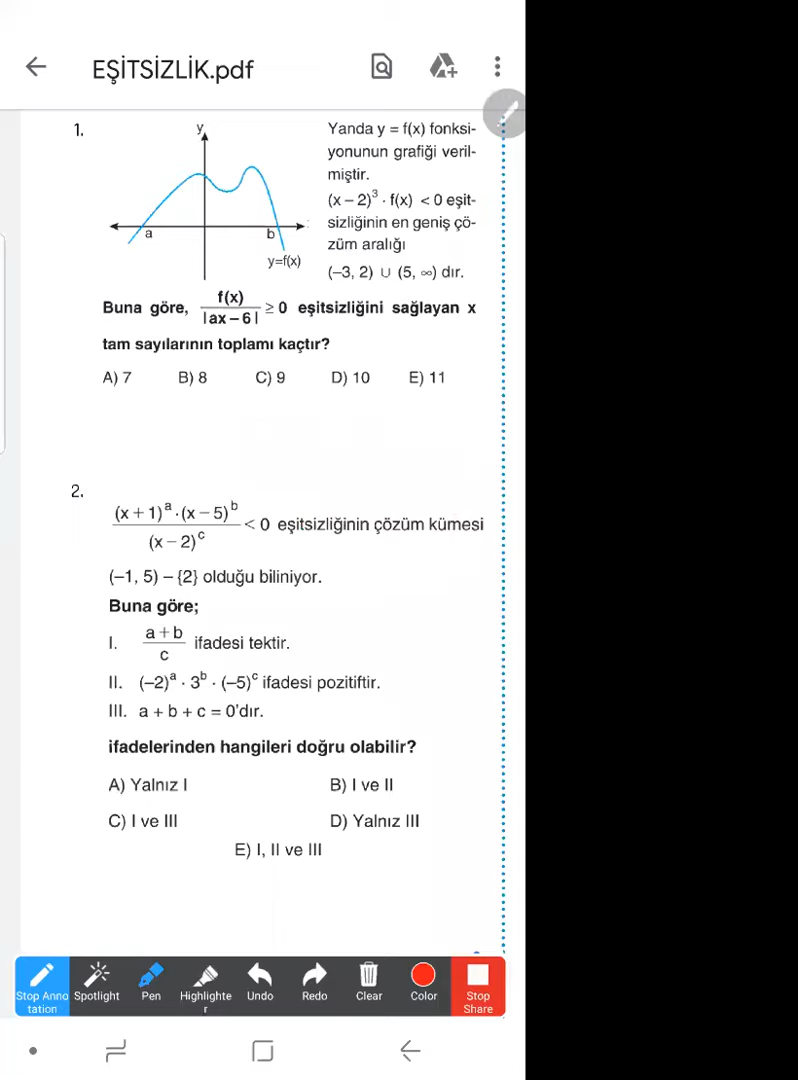 EŞİTSİZLİK.pdf
1.
y
a
b
y=f(x)
Yanda y = f(x) fonksi-
yonunun grafiği veril-
miştir.
(x – 2)³ · f(x) < 0 eşit-
sizliğinin en geniş çö-
züm aralığı
(–3, 2) ∪ (5, ∞) dır.
Buna göre, f(x) / |ax – 6| ≥ 0 eşitsizliğini sağlayan x
tam sayılarının toplamı kaçtır?
A) 7 B) 8 C) 9 D) 10 E) 11
2.
(x + 1)^a · (x – 5)^b / (x – 2)^c < 0 eşitsizliğinin çözüm kümesi
(–1, 5) – {2} olduğu biliniyor.
Buna göre;
I. a + b / c ifadesi tektir.
II. (–2)^a · 3^b · (–5)^c ifadesi pozitiftir.
III. a + b + c = 0'dır.
ifadelerinden hangileri doğru olabilir?
A) Yalnız I B) I ve II
C) I ve III D) Yalnız III
E) I, II ve III
Stop Anno
tation
Spotlight
Pen
Highlighte
r
Undo
Redo
Clear
Color
Stop
Share